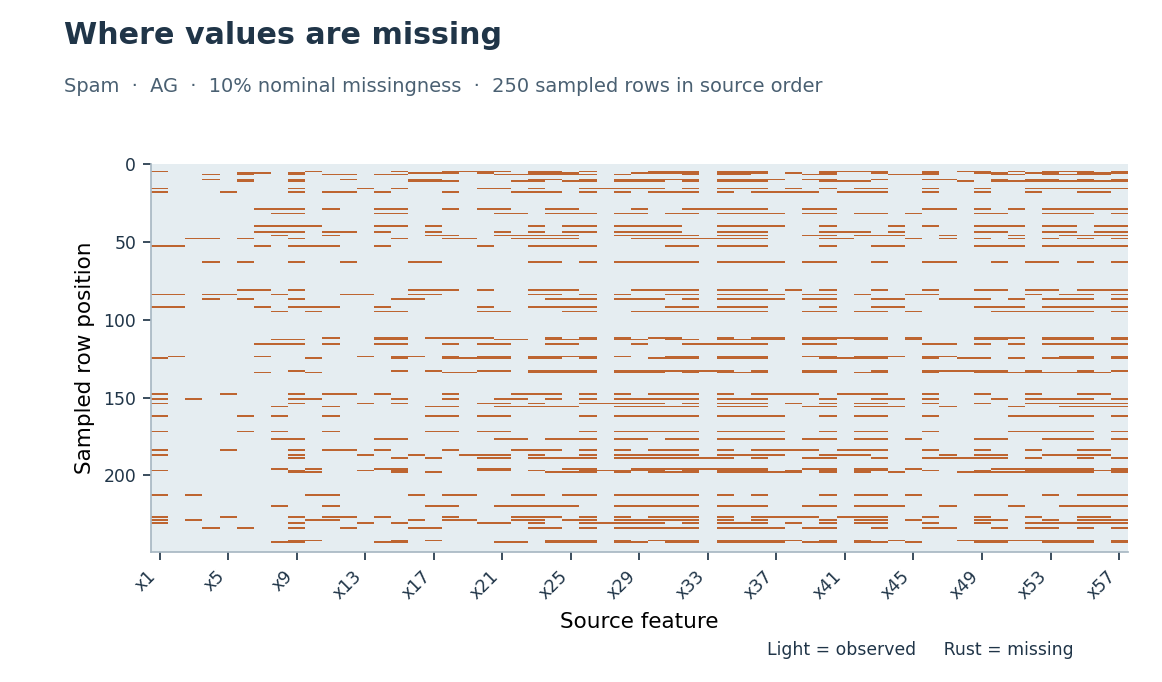 Where values are missing
Spam · AG · 10% nominal missingness · 250 sampled rows in source order
0
50
100
150
200
Sampled row position
x1 x5 x9 x13 x17 x21 x25 x29 x33 x37 x41 x45 x49 x53 x57
Source feature
Light = observed Rust = missing